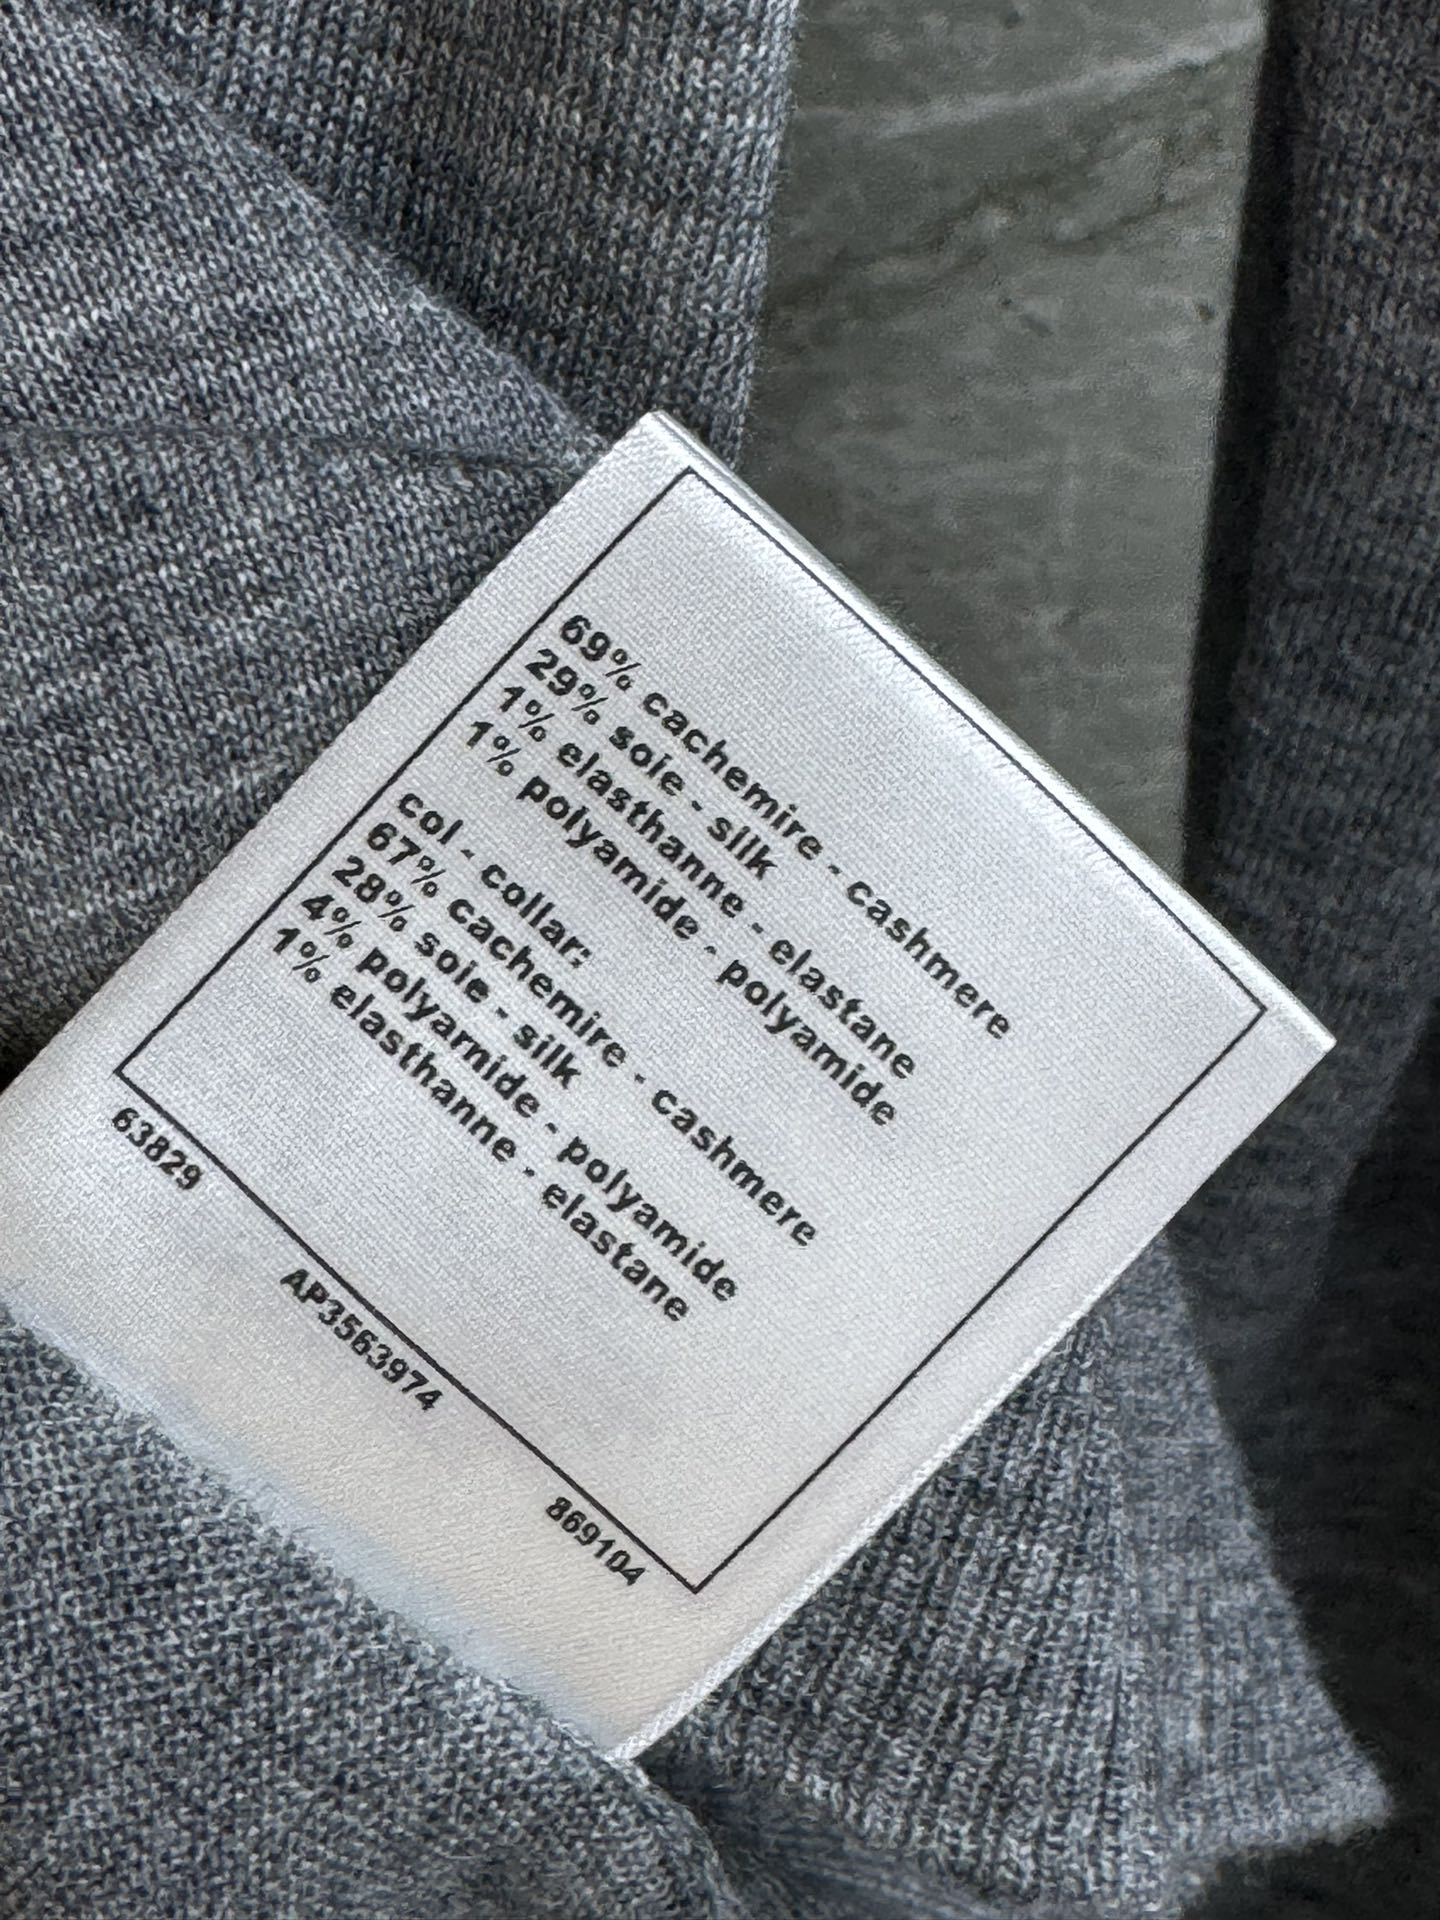 69% cachemire - cashmere
29% soie - silk
1% elasthanne - elastane
1% polyamide - polyamide
col - collar:
67% cachemire - cashmere
28% soie - silk
4% polyamide - polyamide
1% elasthanne - elastane
63829
AP3563974
869104